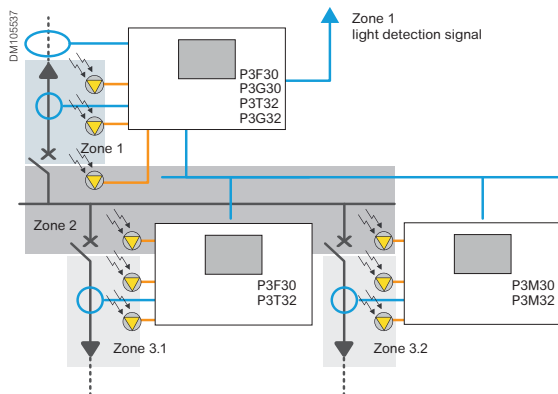 DM105537
Zone 1
light detection signal
P3F30
P3G30
P3T32
P3G32
Zone 1
Zone 2
P3F30
P3T32
P3M30
P3M32
Zone 3.1
Zone 3.2